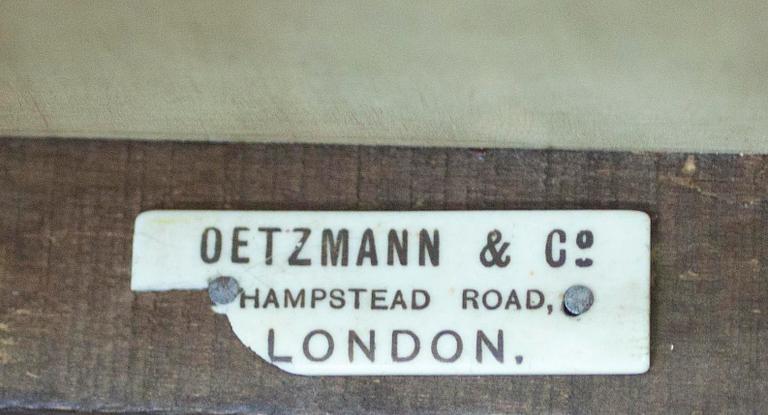 OETZMANN & Cº
HAMPSTEAD ROAD,
LONDON.